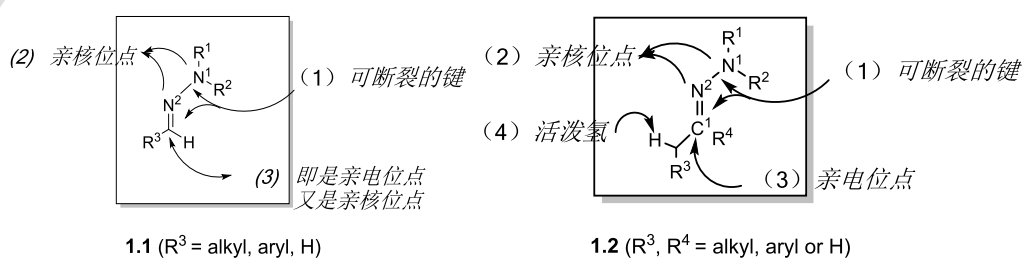 (2) 亲核位点
R¹
N¹
R²
N²
R³
H
(1) 可断裂的键
(3) 即是亲电位点
又是亲核位点
1.1 (R³ = alkyl, aryl, H)
(2) 亲核位点
R¹
N¹
R²
N²
(1) 可断裂的键
(4) 活泼氢
H
C¹
R⁴
R³
(3) 亲电位点
1.2 (R³, R⁴ = alkyl, aryl or H)